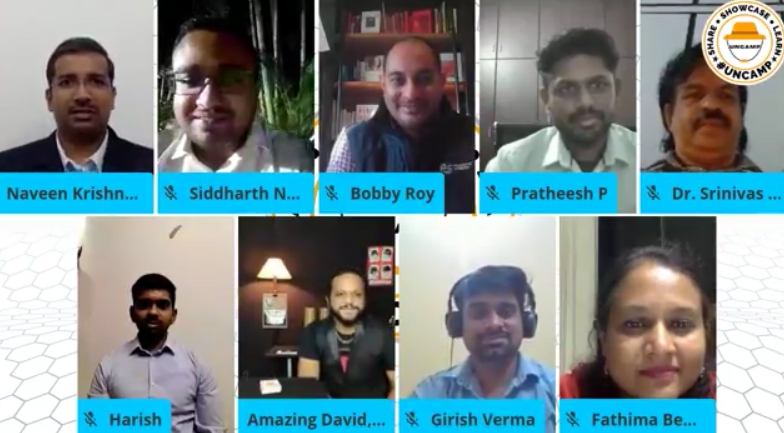 SHARE ★ SHOWCASE ★ LEARN
UNCAMP
#UNCAMP
Naveen Krishn...
Siddharth N...
Bobby Roy
Pratheesh P
Dr. Srinivas ...
Harish
Amazing David,...
Girish Verma
Fathima Be...